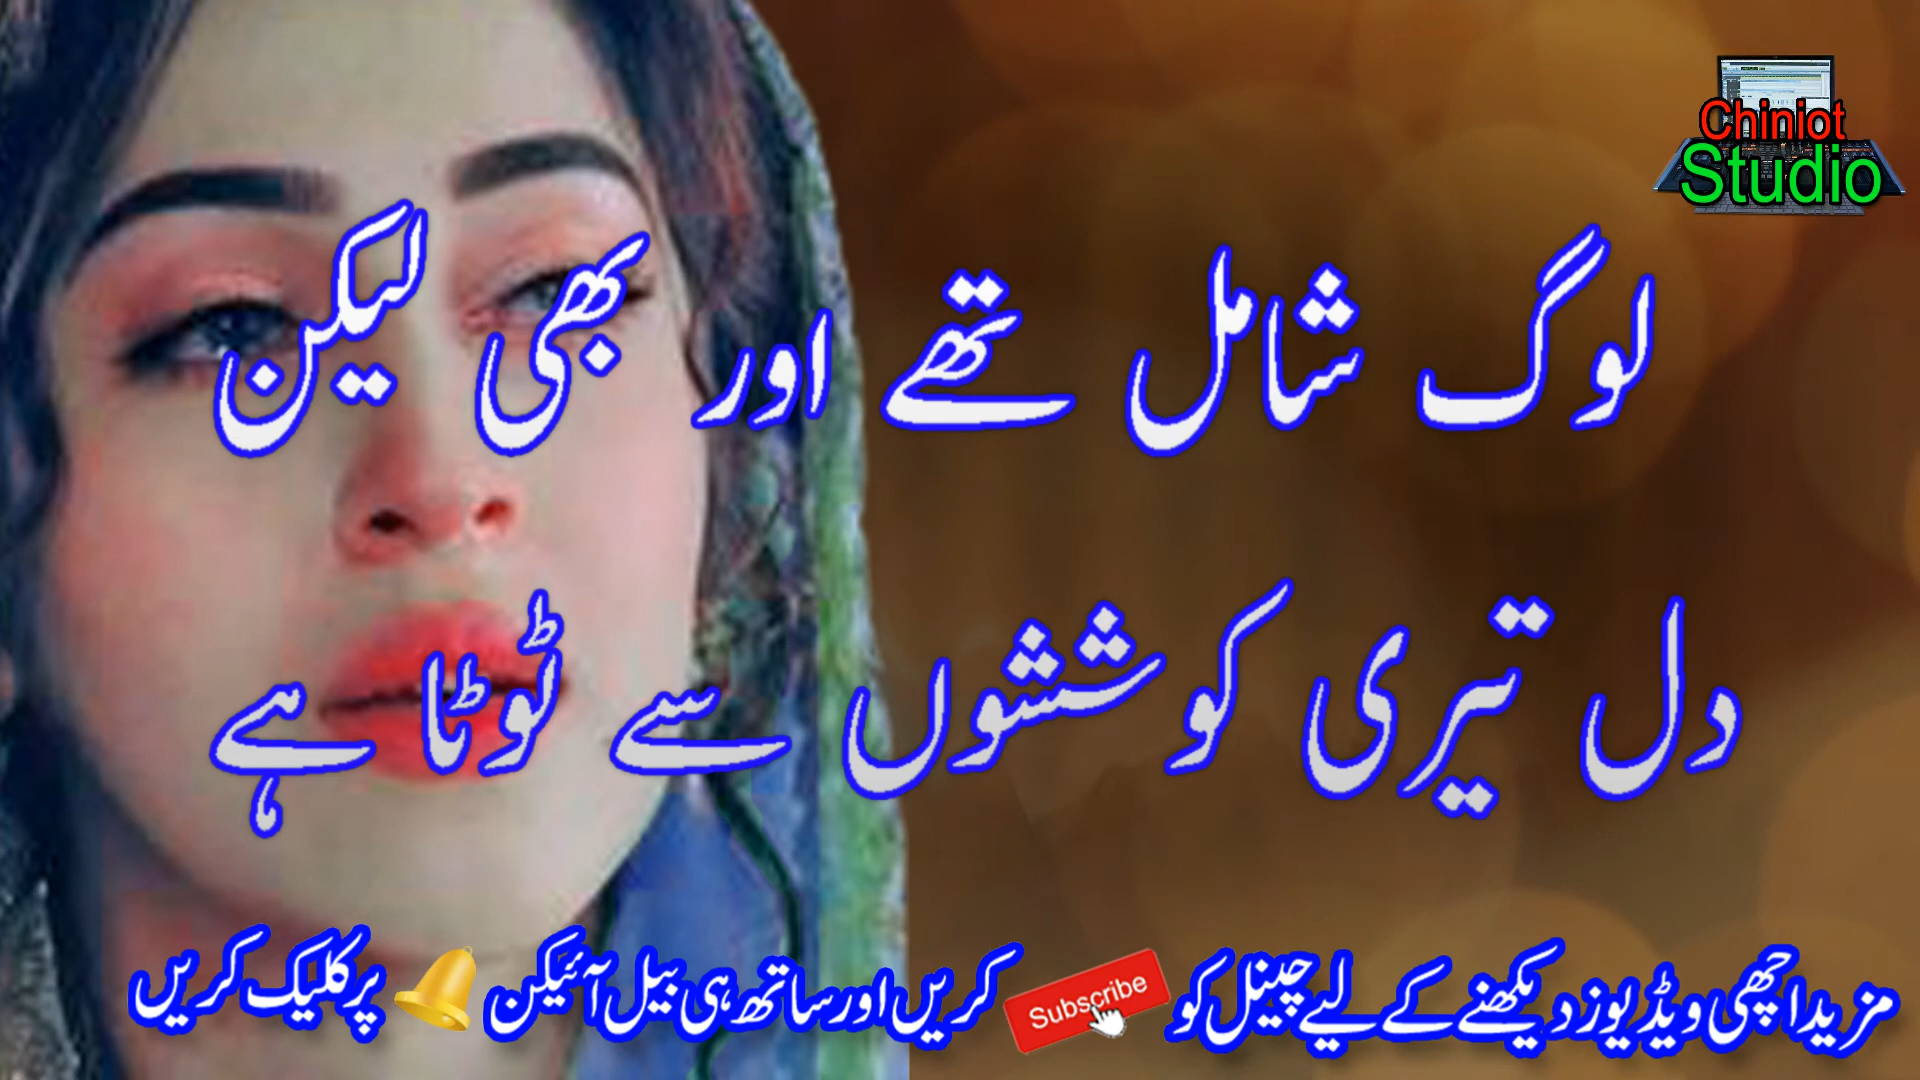 Chiniot
Studio
لوگ شامل تھے اور بھی لیکن
دل تیری کوششوں سے ٹوٹا ہے
مزید اچھی ویڈیوز دیکھنے کے لیے چینل کو Subscribe کریں اور ساتھ ہی بیل آئیکن پر کلیک کریں